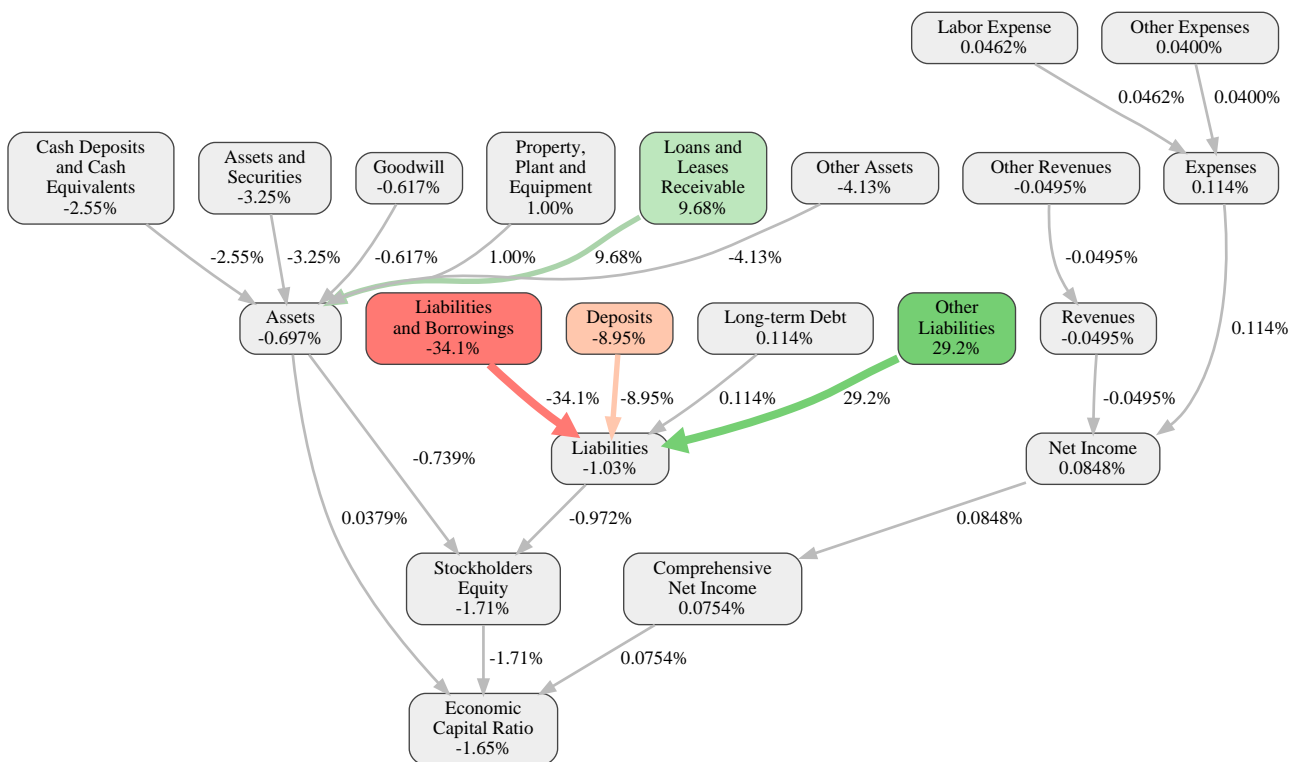 Labor Expense
0.0462%
Other Expenses
0.0400%
0.0462%
0.0400%
Cash Deposits
and Cash
Equivalents
-2.55%
Assets and
Securities
-3.25%
Goodwill
-0.617%
Property,
Plant and
Equipment
1.00%
Loans and
Leases
Receivable
9.68%
Other Assets
-4.13%
Other Revenues
-0.0495%
Expenses
0.114%
-2.55%
-3.25%
-0.617%
1.00%
9.68%
-4.13%
-0.0495%
Assets
-0.697%
Liabilities
and Borrowings
-34.1%
Deposits
-8.95%
Long-term Debt
0.114%
Other
Liabilities
29.2%
Revenues
-0.0495%
0.114%
-34.1%
-8.95%
0.114%
29.2%
-0.0495%
-0.739%
Liabilities
-1.03%
Net Income
0.0848%
0.0379%
-0.972%
0.0848%
Stockholders
Equity
-1.71%
Comprehensive
Net Income
0.0754%
-1.71%
0.0754%
Economic
Capital Ratio
-1.65%